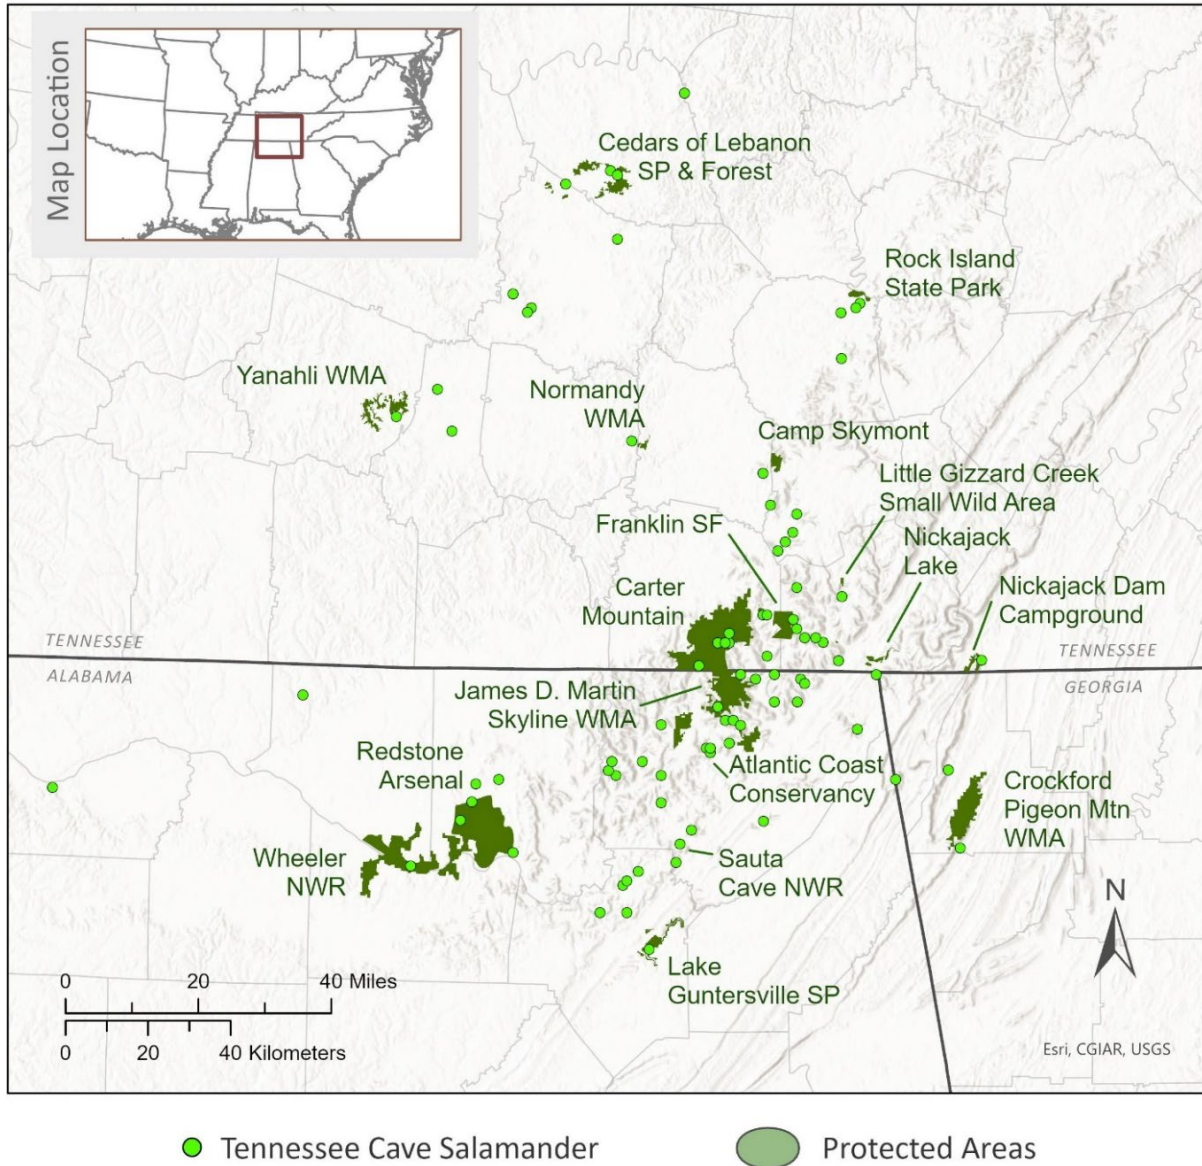 Map Location
Cedars of Lebanon
SP & Forest
Rock Island
State Park
Yanahli WMA
Normandy
WMA
Camp Skymont
Little Gizzard Creek
Small Wild Area
Franklin SF
Nickajack
Lake
Carter
Mountain
Nickajack Dam
Campground
TENNESSEE
ALABAMA
TENNESSEE
GEORGIA
James D. Martin
Skyline WMA
Redstone
Arsenal
Atlantic Coast
Conservancy
Crockford
Pigeon Mtn
WMA
Wheeler
NWR
Sauta
Cave NWR
N
Lake
Guntersville SP
0 20 40 Miles
0 20 40 Kilometers
Esri, CGIAR, USGS
Tennessee Cave Salamander
Protected Areas